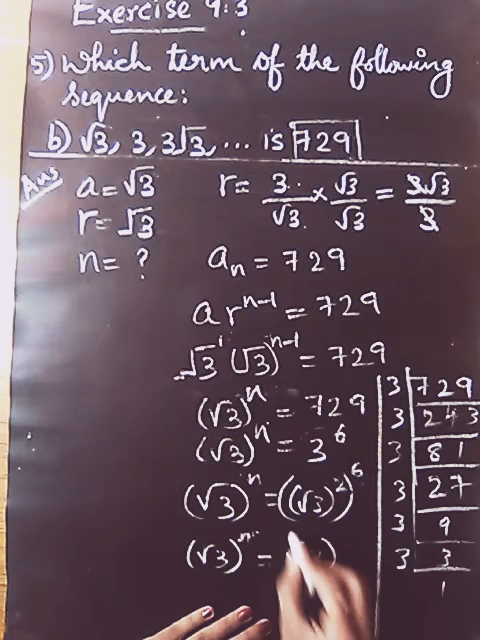 Exercise 9.3
5) Which term of the following
sequence:
b) √3, 3, 3√3, ... is 729
Ans a = √3 r = 3/√3 × √3/√3 = 3√3/3
r = √3
n = ? aₙ = 729
a rⁿ⁻¹ = 729
√3¹ (√3)ⁿ⁻¹ = 729
(√3)ⁿ = 729
(√3)ⁿ = 3⁶
(√3)ⁿ = ((√3)²)⁶
(√3)ⁿ =
3 | 729
3 | 243
3 | 81
3 | 27
3 | 9
3 | 3
1